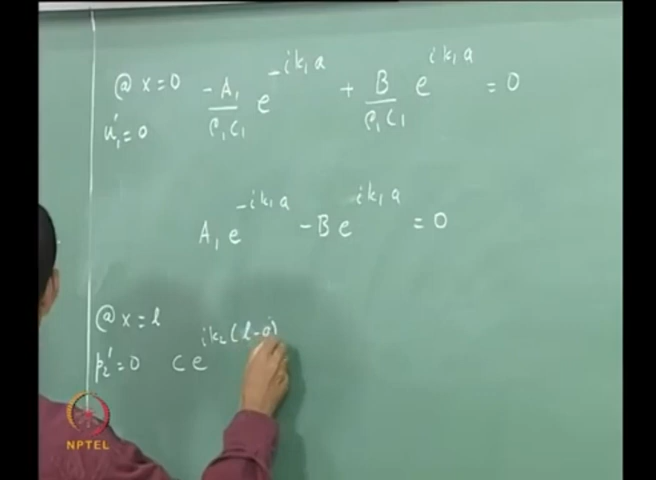 @ x=0 -A₁/ρ₁c₁ e^{-ik₁a} + B/ρ₁c₁ e^{ik₁a} = 0
u₁'=0
A₁ e^{-ik₁a} - B e^{ik₁a} = 0
@ x=l
p₂'=0 C e^{ik₂(l-a)
NPTEL